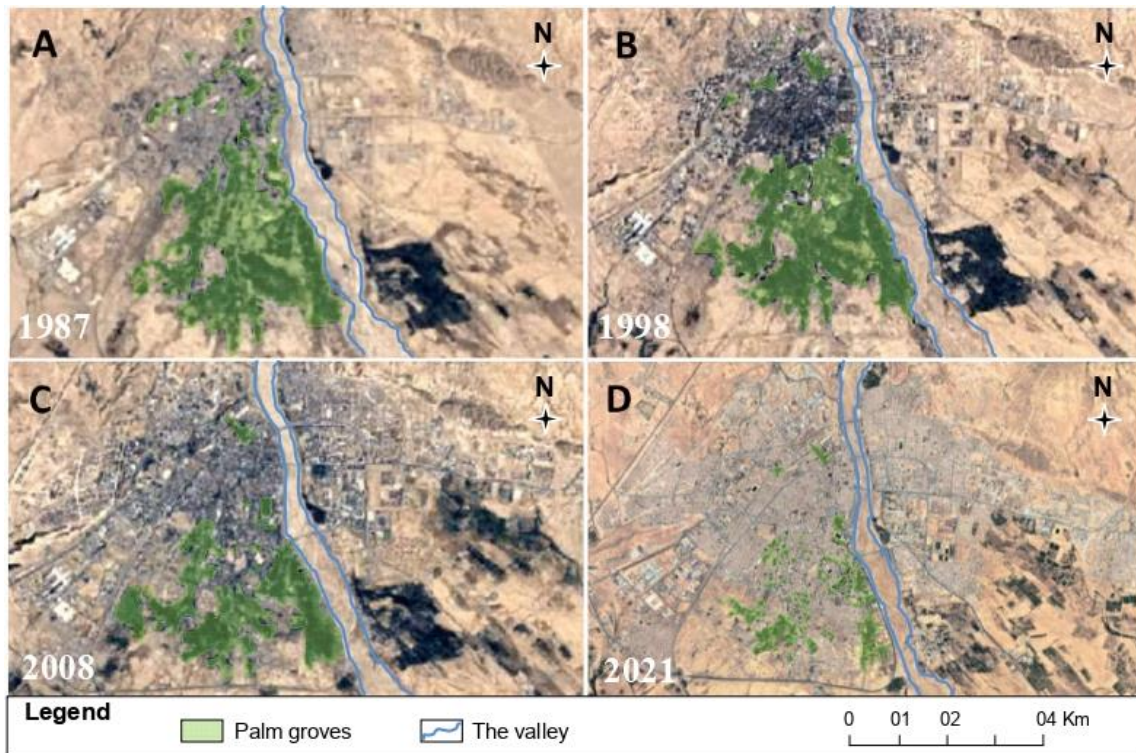 A
N
1987
B
N
1998
C
N
2008
D
N
2021
Legend
Palm groves
The valley
0 01 02 04 Km